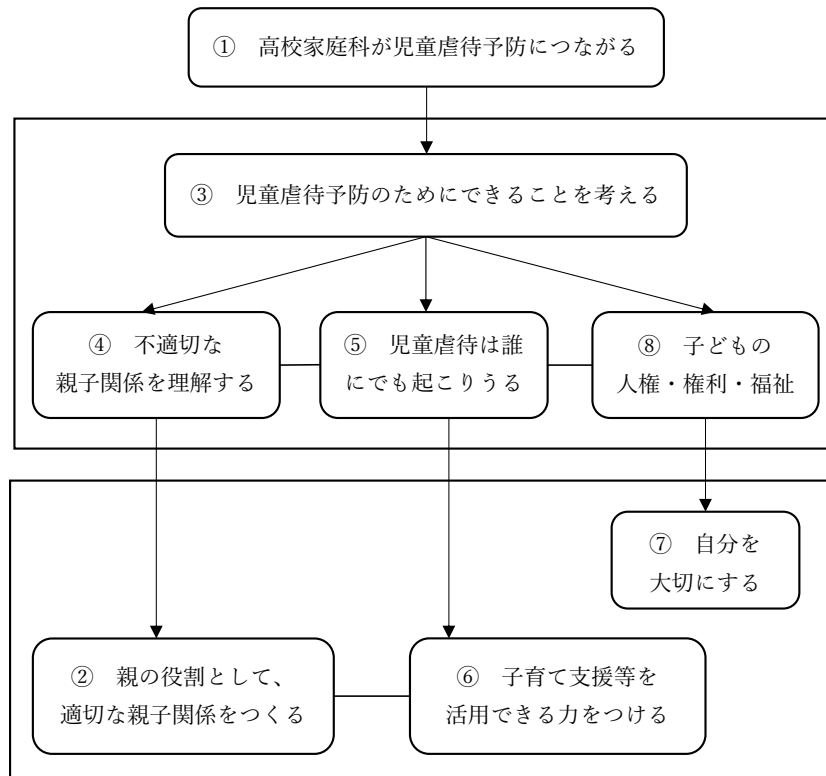 ① 高校家庭科が児童虐待予防につながる
③ 児童虐待予防のためにできることを考える
④ 不適切な
親子関係を理解する
⑤ 児童虐待は誰
にでも起こりうる
⑧ 子どもの
人権・権利・福祉
⑦ 自分を
大切にする
② 親の役割として、
適切な親子関係をつくる
⑥ 子育て支援等を
活用できる力をつける